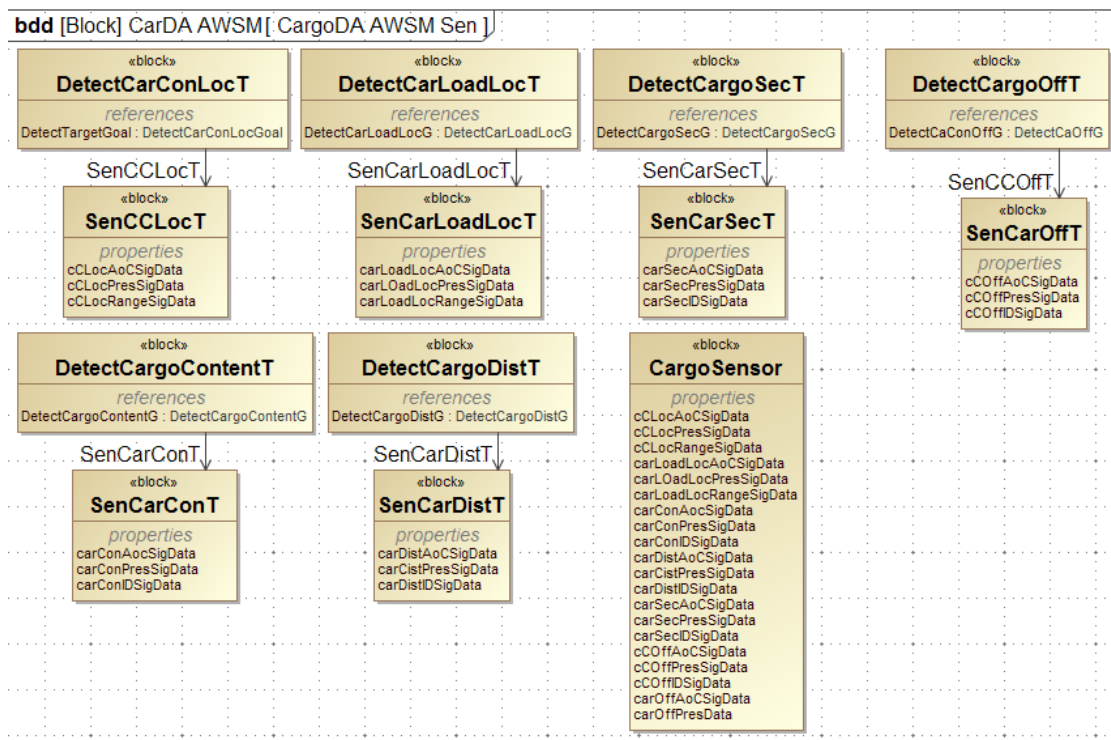 bdd [Block] CarDA AWSM[ CargoDA AWSM Sen ]
«block»
DetectCarConLocT
references
DetectTargetGoal : DetectCarConLocGoal
SenCCLocT
«block»
SenCCLocT
properties
cCLocAoCSigData
cCLocPresSigData
cCLocRangeSigData
«block»
DetectCarLoadLocT
references
DetectCarLoadLocG : DetectCarLoadLocG
SenCarLoadLocT
«block»
SenCarLoadLocT
properties
carLoadLocAoCSigData
carLOadLocPresSigData
carLoadLocRangeSigData
«block»
DetectCargoSecT
references
DetectCargoSecG : DetectCargoSecG
SenCarSecT
«block»
SenCarSecT
properties
carSecAoCSigData
carSecPresSigData
carSecIDSigData
«block»
DetectCargoOffT
references
DetectCaConOffG : DetectCaOffG
SenCCOffT
«block»
SenCarOffT
properties
cCOffAoCSigData
cCOffPresSigData
cCOffIDSigData
«block»
DetectCargoContentT
references
DetectCargoContentG : DetectCargoContentG
SenCarConT
«block»
SenCarConT
properties
carConAocSigData
carConPresSigData
carConIDSigData
«block»
DetectCargoDistT
references
DetectCargoDistG : DetectCargoDistG
SenCarDistT
«block»
SenCarDistT
properties
carDistAoCSigData
carCistPresSigData
carDistIDSigData
«block»
CargoSensor
properties
cCLocAoCSigData
cCLocPresSigData
cCLocRangeSigData
carLoadLocAoCSigData
carLOadLocPresSigData
carLoadLocRangeSigData
carConAocSigData
carConPresSigData
carConIDSigData
carDistAoCSigData
carCistPresSigData
carDistIDSigData
carSecAoCSigData
carSecPresSigData
carSecIDSigData
cCOffAoCSigData
cCOffPresSigData
cCOffIDSigData
carOffAoCSigData
carOffPresData